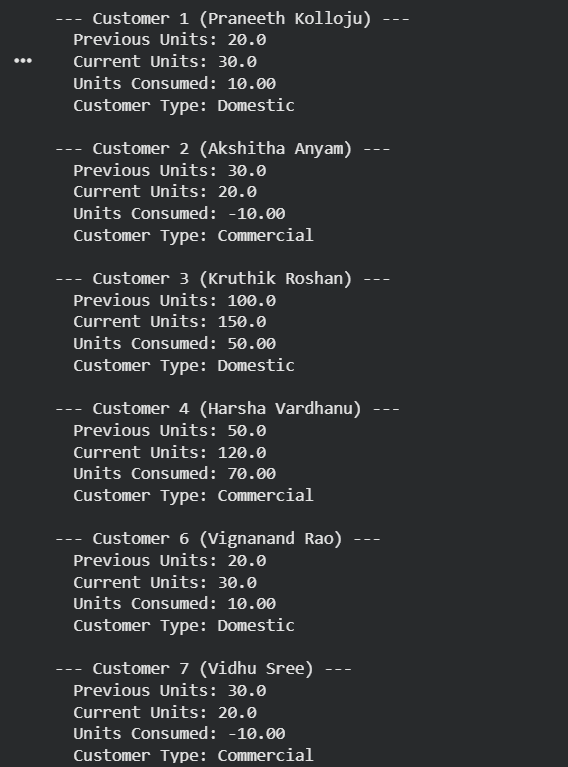 --- Customer 1 (Praneeth Kolloju) ---
Previous Units: 20.0
Current Units: 30.0
Units Consumed: 10.00
Customer Type: Domestic
--- Customer 2 (Akshitha Anyam) ---
Previous Units: 30.0
Current Units: 20.0
Units Consumed: -10.00
Customer Type: Commercial
--- Customer 3 (Kruthik Roshan) ---
Previous Units: 100.0
Current Units: 150.0
Units Consumed: 50.00
Customer Type: Domestic
--- Customer 4 (Harsha Vardhanu) ---
Previous Units: 50.0
Current Units: 120.0
Units Consumed: 70.00
Customer Type: Commercial
--- Customer 6 (Vignanand Rao) ---
Previous Units: 20.0
Current Units: 30.0
Units Consumed: 10.00
Customer Type: Domestic
--- Customer 7 (Vidhu Sree) ---
Previous Units: 30.0
Current Units: 20.0
Units Consumed: -10.00
Customer Type: Commercial